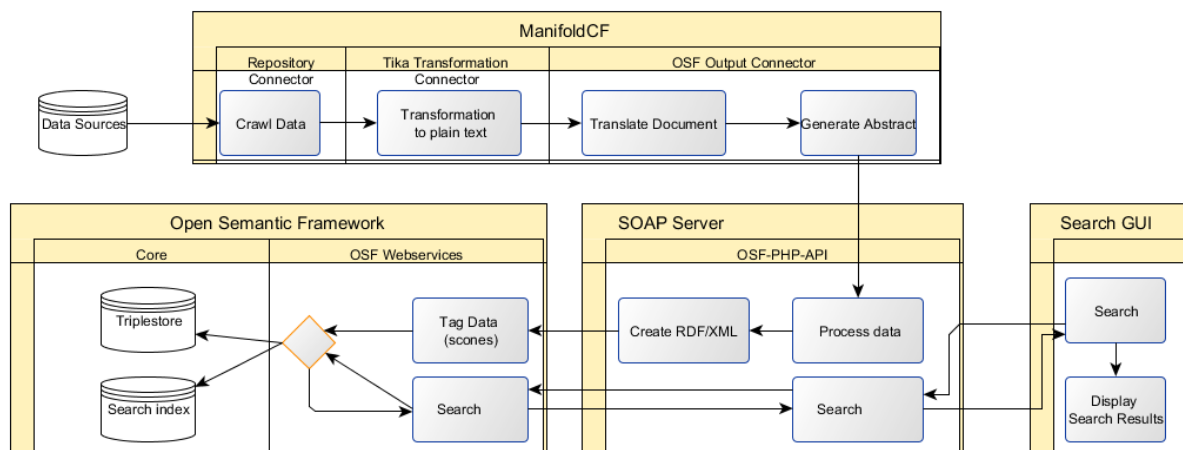 ManifoldCF
Repository
Connector
Tika Transformation
Connector
OSF Output Connector
Data Sources
Crawl Data
Transformation
to plain text
Translate Document
Generate Abstract
Open Semantic Framework
SOAP Server
Search GUI
Core
OSF Webservices
OSF-PHP-API
Triplestore
Tag Data
(scones)
Create RDF/XML
Process data
Search
Search index
Search
Search
Display
Search Results